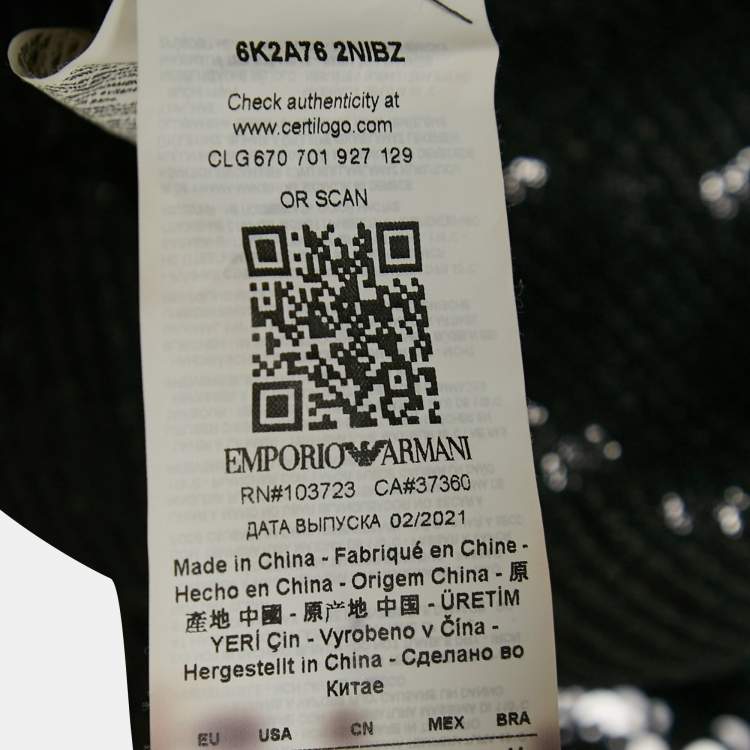 6K2A76 2NIBZ
Check authenticity at
www.certilogo.com
CLG 670 701 927 129
OR SCAN
EMPORIO ARMANI
RN#103723 CA#37360
ДАТА ВЫПУСКА 02/2021
Made in China - Fabriqué en Chine -
Hecho en China - Origem China - 原
產地 中國 - 原产地 中国 - ÜRETİM
YERİ Çin - Vyrobeno v Čína -
Hergestellt in China - Сделано во
Китае
EU USA CN MEX BRA